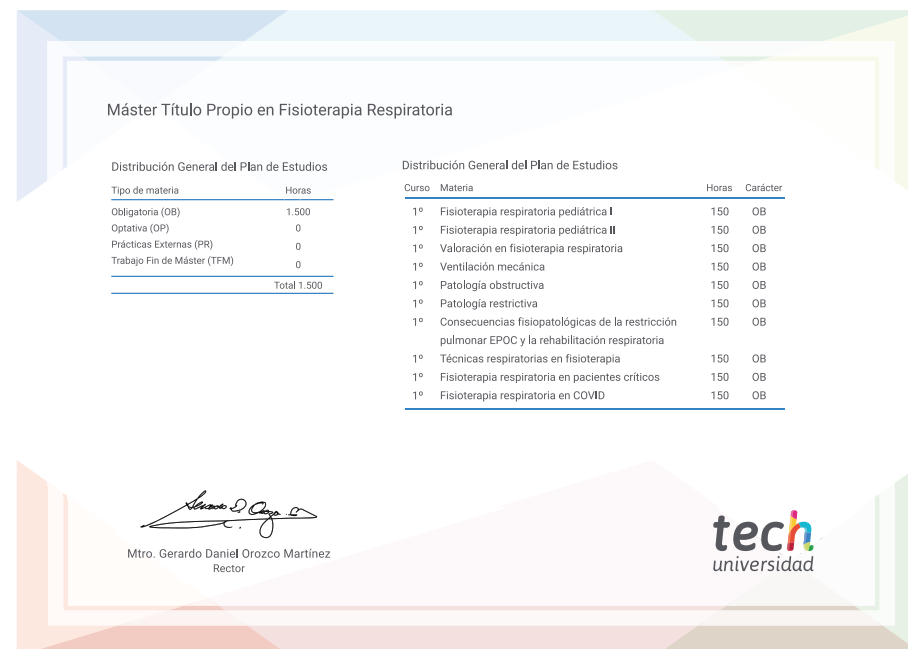 Máster Título Propio en Fisioterapia Respiratoria
Distribución General del Plan de Estudios
Tipo de materia Horas
Obligatoria (OB) 1.500
Optativa (OP) 0
Prácticas Externas (PR) 0
Trabajo Fin de Máster (TFM) 0
Total 1.500
Distribución General del Plan de Estudios
Curso Materia Horas Carácter
1º Fisioterapia respiratoria pediátrica I 150 OB
1º Fisioterapia respiratoria pediátrica II 150 OB
1º Valoración en fisioterapia respiratoria 150 OB
1º Ventilación mecánica 150 OB
1º Patología obstructiva 150 OB
1º Patología restrictiva 150 OB
1º Consecuencias fisiopatológicas de la restricción 150 OB
pulmonar EPOC y la rehabilitación respiratoria
1º Técnicas respiratorias en fisioterapia 150 OB
1º Fisioterapia respiratoria en pacientes críticos 150 OB
1º Fisioterapia respiratoria en COVID 150 OB
Mtro. Gerardo Daniel Orozco Martínez
Rector
tech
universidad